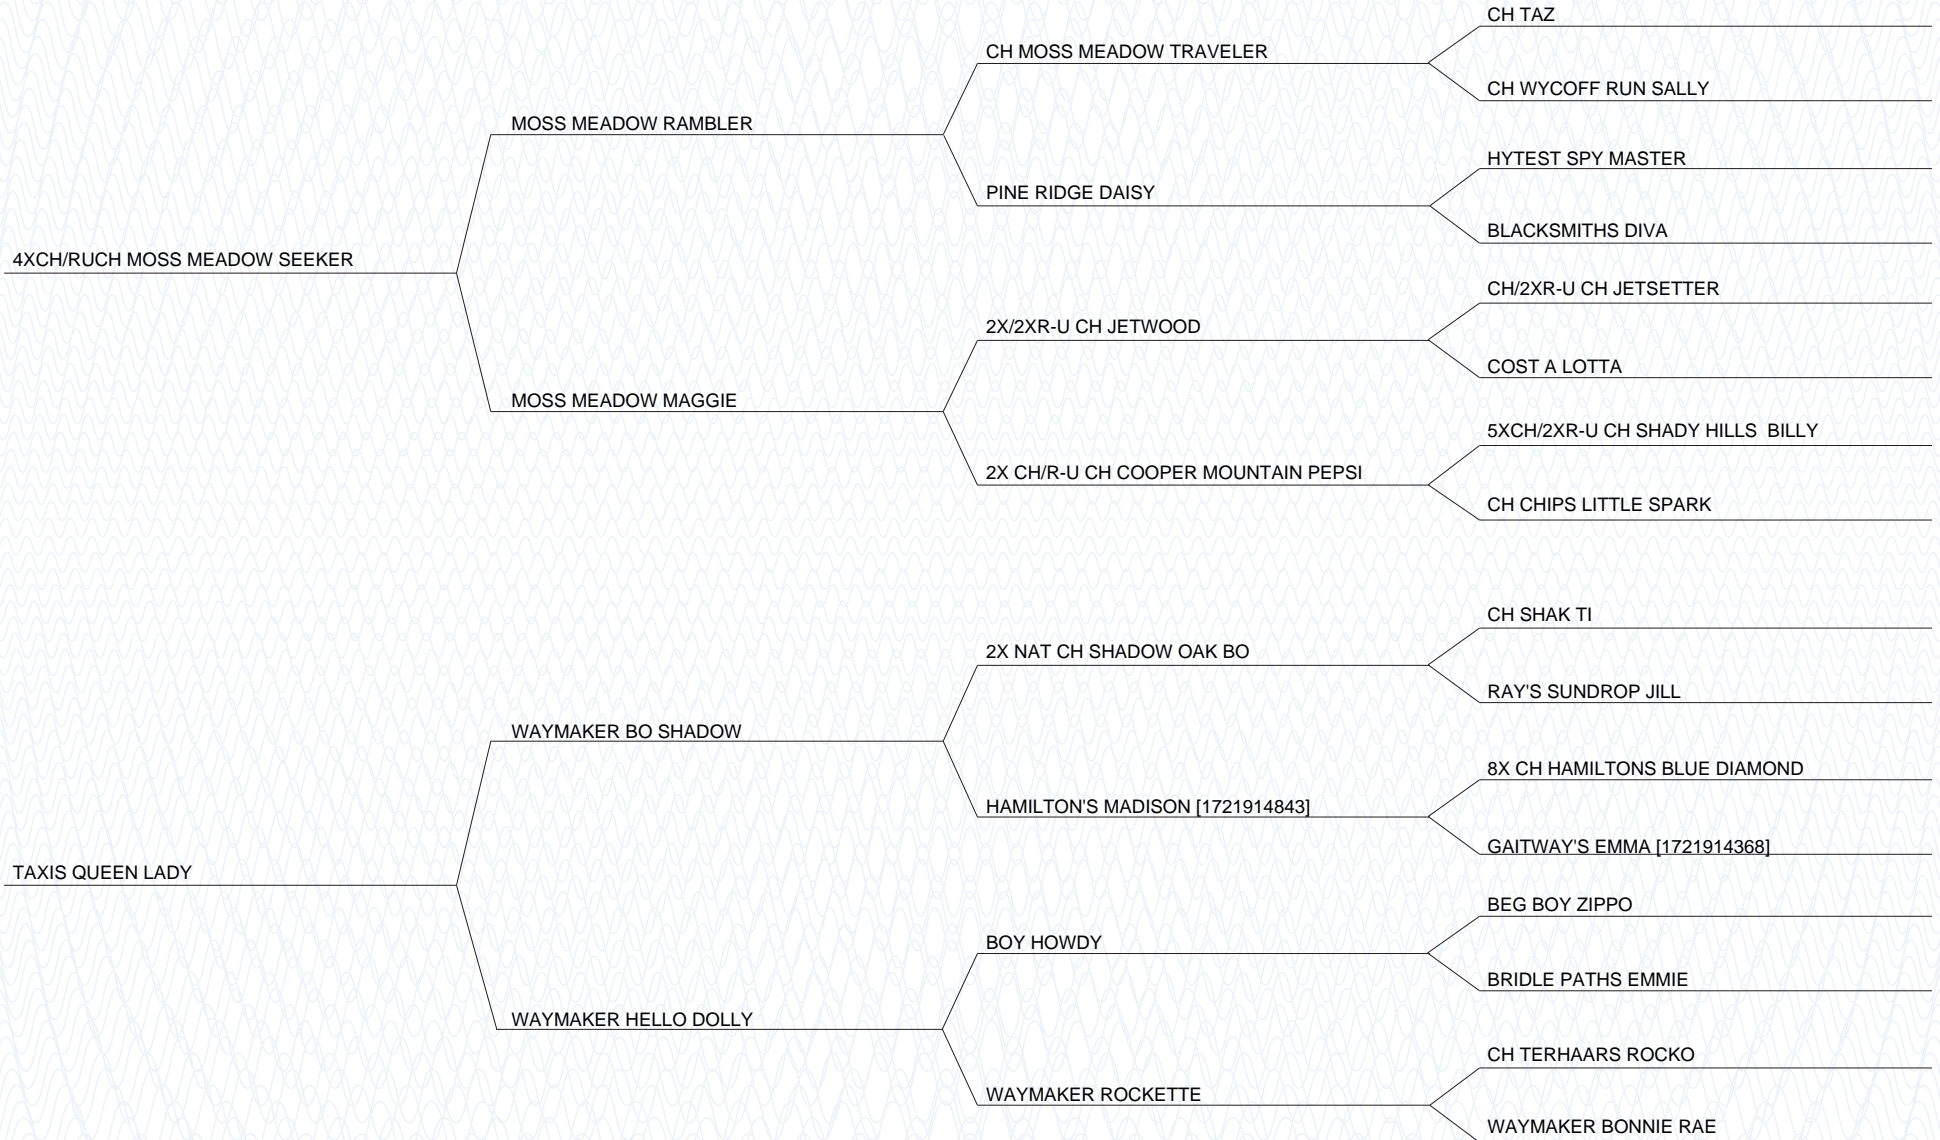 CH TAZ
CH MOSS MEADOW TRAVELER
CH WYCOFF RUN SALLY
MOSS MEADOW RAMBLER
HYTEST SPY MASTER
PINE RIDGE DAISY
BLACKSMITHS DIVA
4XCH/RUCH MOSS MEADOW SEEKER
CH/2XR-U CH JETSETTER
2X/2XR-U CH JETWOOD
COST A LOTTA
MOSS MEADOW MAGGIE
5XCH/2XR-U CH SHADY HILLS  BILLY
2X CH/R-U CH COOPER MOUNTAIN PEPSI
CH CHIPS LITTLE SPARK
CH SHAK TI
2X NAT CH SHADOW OAK BO
RAY'S SUNDROP JILL
WAYMAKER BO SHADOW
8X CH HAMILTONS BLUE DIAMOND
HAMILTON'S MADISON [1721914843]
GAITWAY'S EMMA [1721914368]
TAXIS QUEEN LADY
BEG BOY ZIPPO
BOY HOWDY
BRIDLE PATHS EMMIE
WAYMAKER HELLO DOLLY
CH TERHAARS ROCKO
WAYMAKER ROCKETTE
WAYMAKER BONNIE RAE